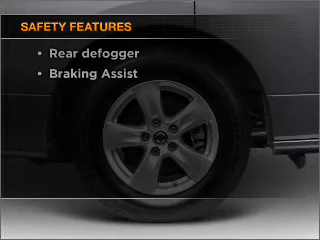 SAFETY FEATURES
• Rear defogger
• Braking Assist